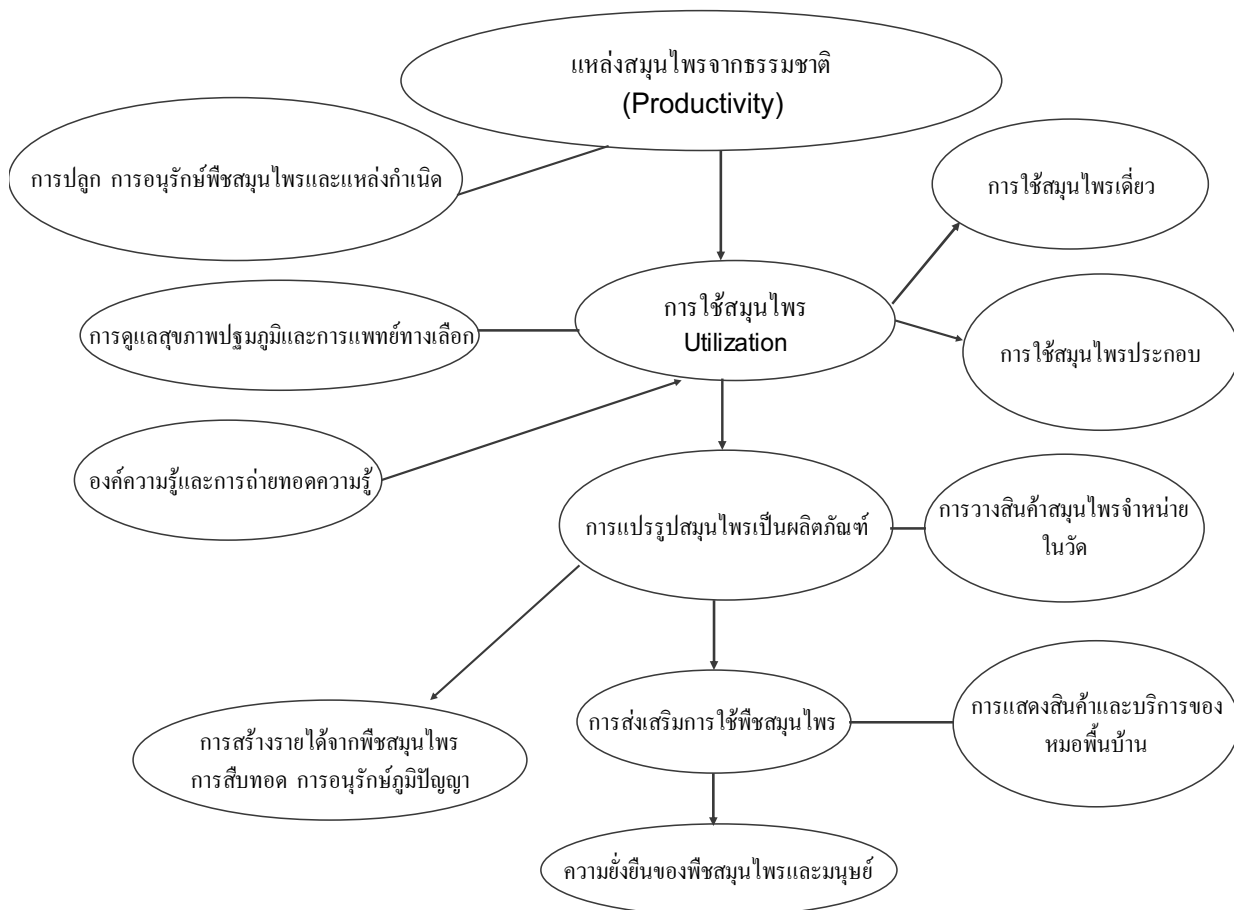 แหล่งสมุนไพรจากธรรมชาติ
(Productivity)
การปลูก การอนุรักษ์พืชสมุนไพรและแหล่งกำเนิด
การใช้สมุนไพรเดี่ยว
การใช้สมุนไพร
Utilization
การดูแลสุขภาพปฐมภูมิและการแพทย์ทางเลือก
การใช้สมุนไพรประกอบ
องค์ความรู้และการถ่ายทอดความรู้
การแปรรูปสมุนไพรเป็นผลิตภัณฑ์
การวางสินค้าสมุนไพรจำหน่าย
ในวัด
การส่งเสริมการใช้พืชสมุนไพร
การแสดงสินค้าและบริการของ
หมอพื้นบ้าน
การสร้างรายได้จากพืชสมุนไพร
การสืบทอด การอนุรักษ์ภูมิปัญญา
ความยั่งยืนของพืชสมุนไพรและมนุษย์